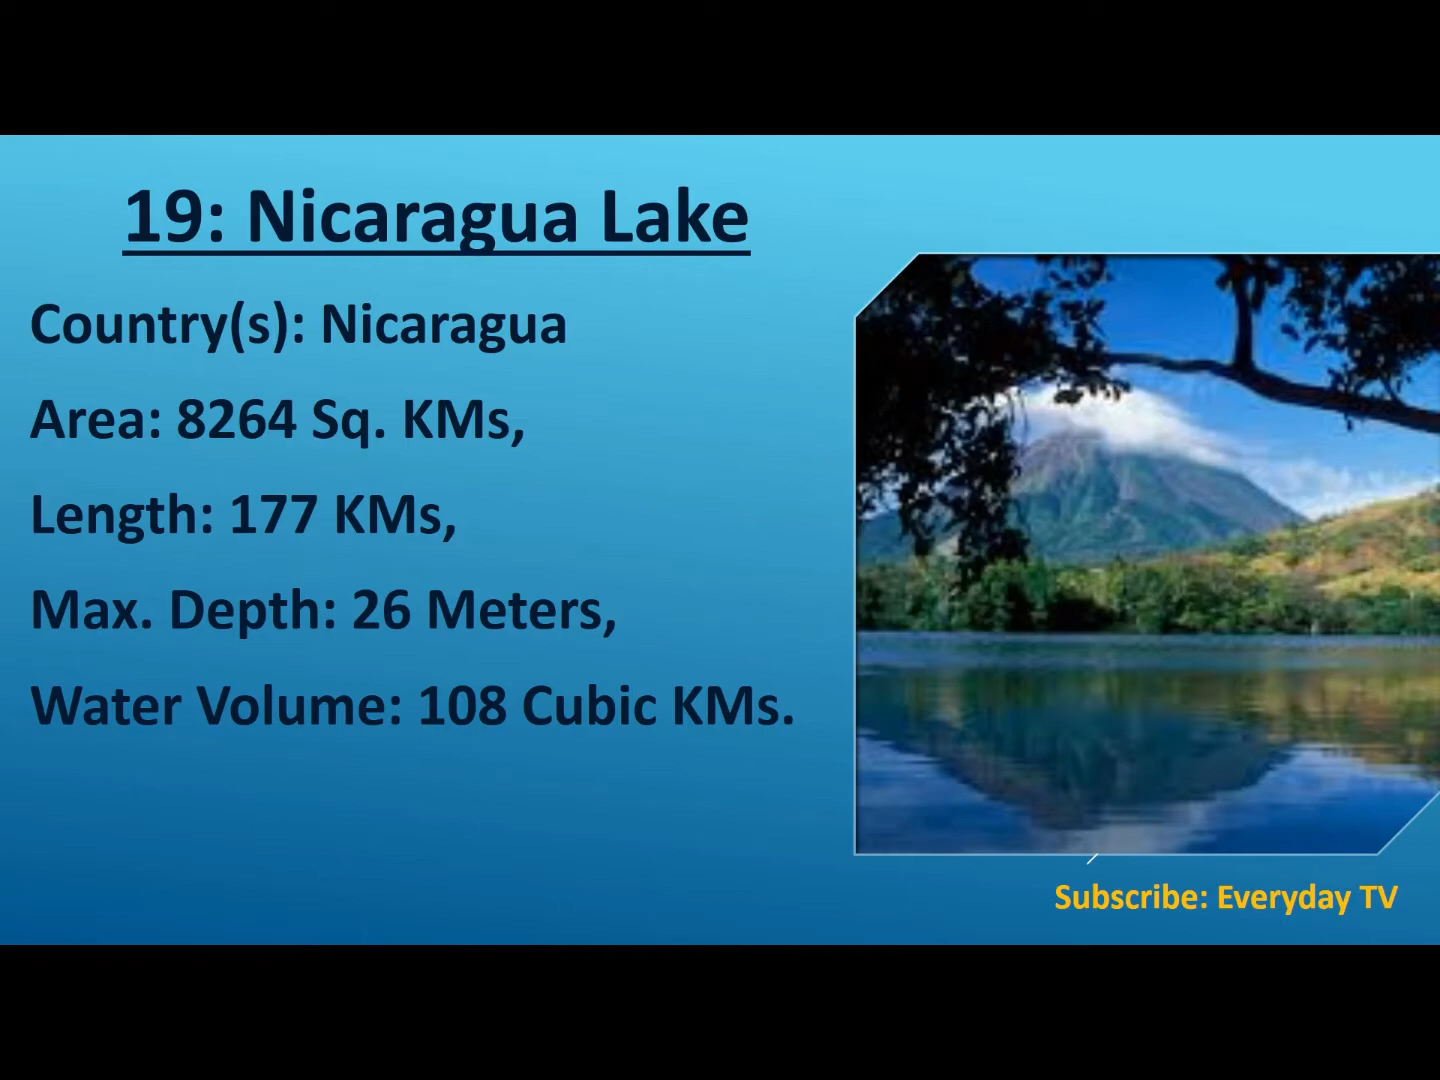 19: Nicaragua Lake
Country(s): Nicaragua
Area: 8264 Sq. KMs,
Length: 177 KMs,
Max. Depth: 26 Meters,
Water Volume: 108 Cubic KMs.
Subscribe: Everyday TV